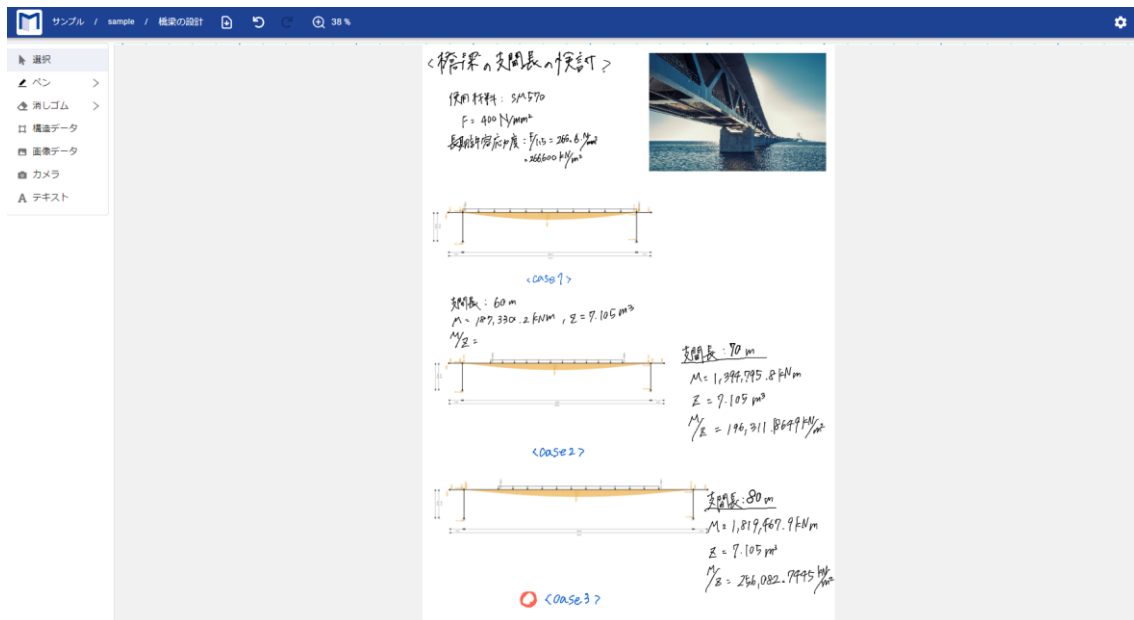 サンプル / sample / 橋梁の設計 38 %
選択
ペン
消しゴム
構造データ
画像データ
カメラ
テキスト
<橋梁の支間長の検討>
使用材料: SM570
F = 400 N/mm²
長期許容応力度: F/1.5 = 266.6 N/mm²
= 266600 kN/m²
<case1>
支間長: 60m
M = 187,330.2 kNm, Z = 7.105 m³
M/Z =
支間長: 70m
M = 1,394,795.8 kNm
Z = 7.105 m³
M/Z = 196,311.8649 kN/m²
<case2>
支間長: 80m
M = 1,819,467.9 kNm
Z = 7.105 m³
M/Z = 256,082.7445 kN/m²
<case3>